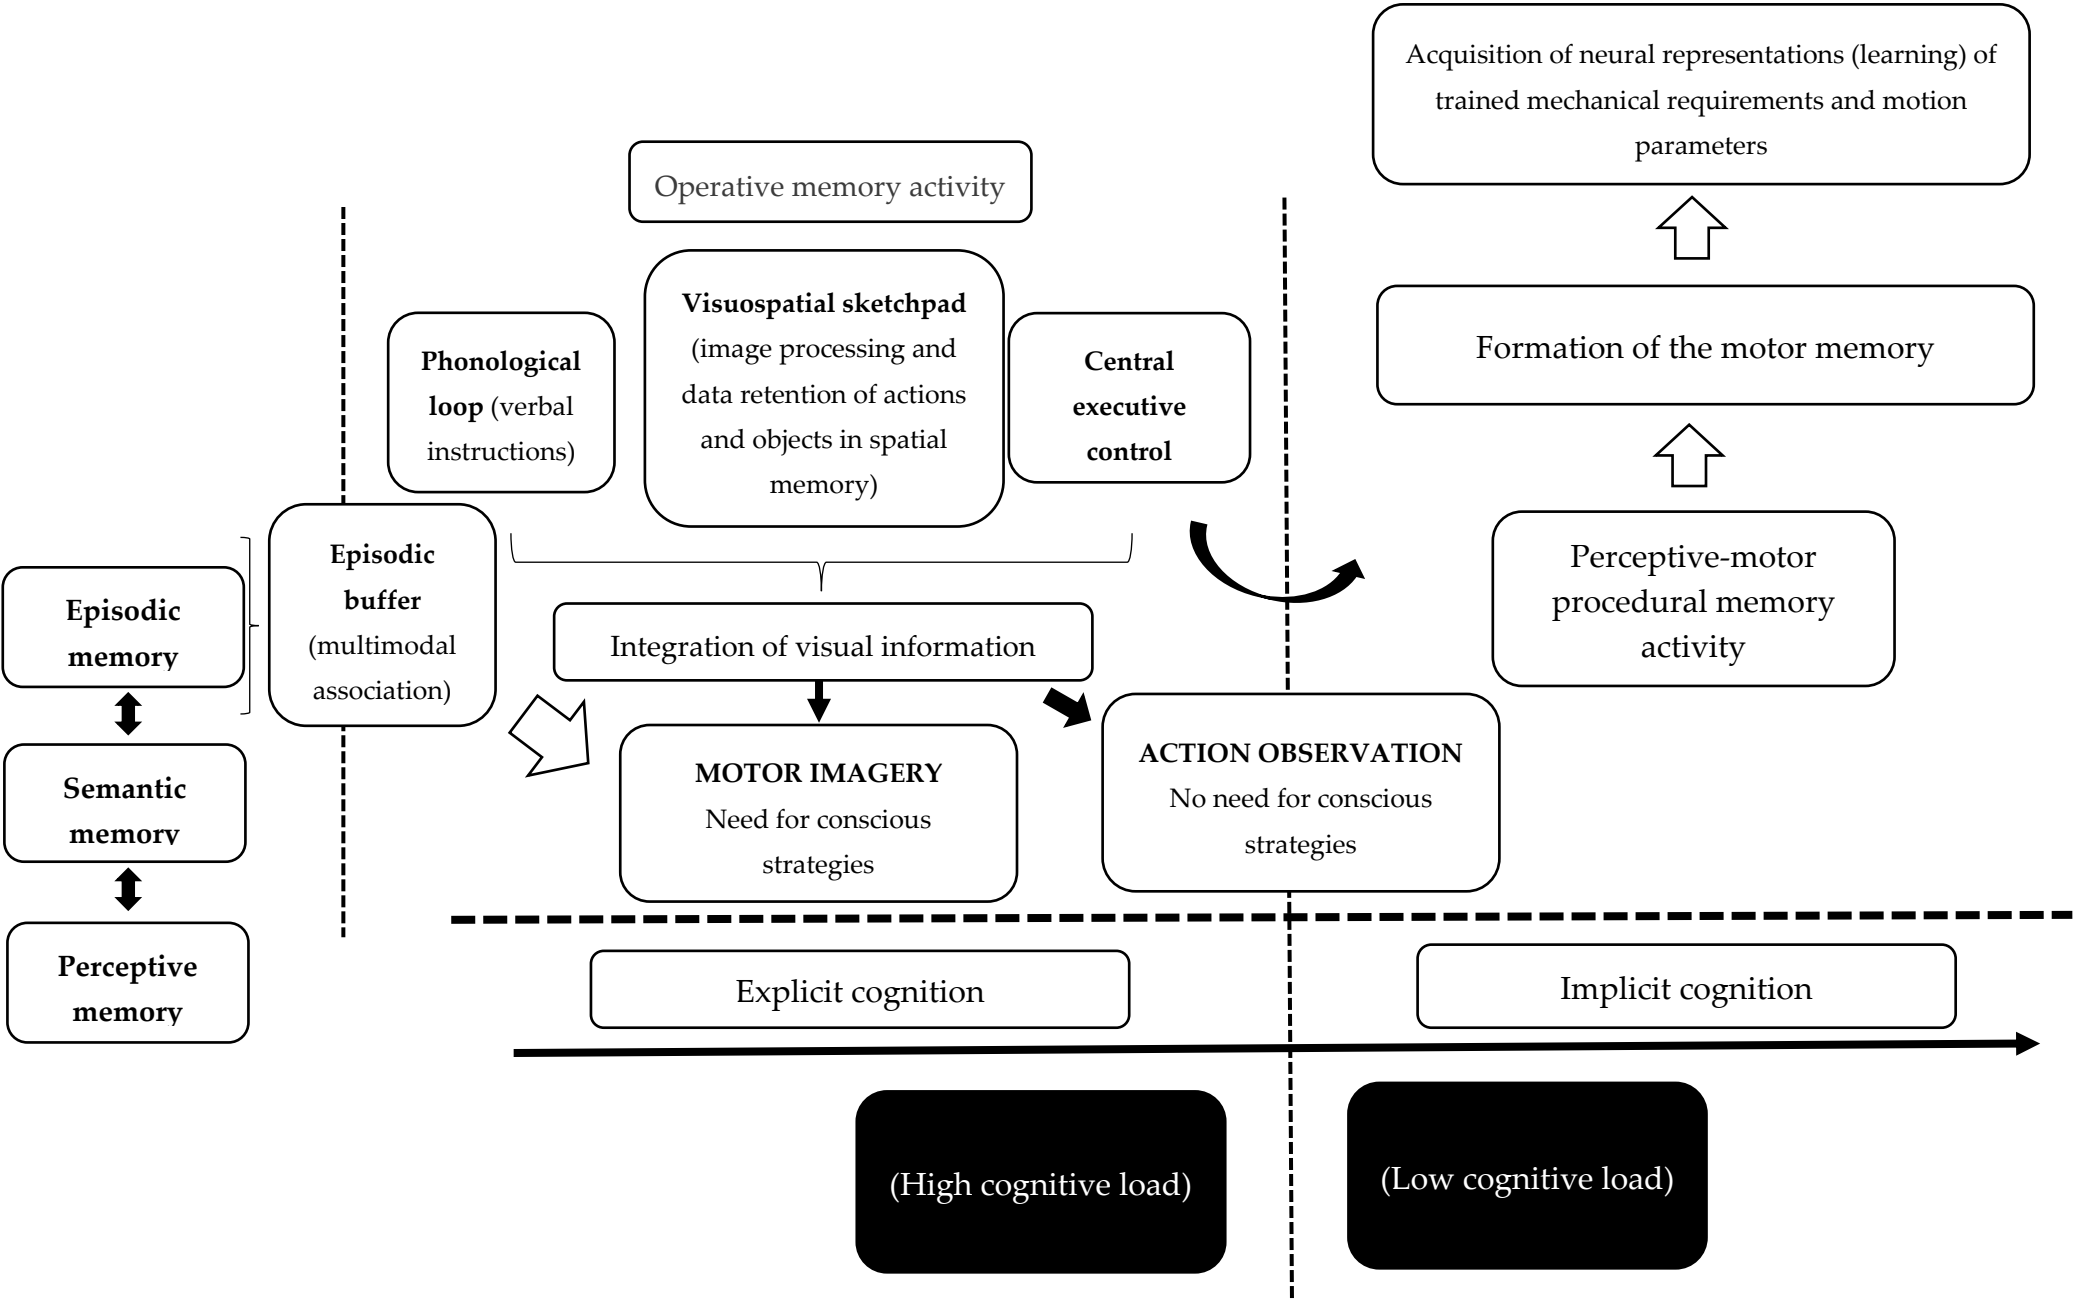 Acquisition of neural representations (learning) of
trained mechanical requirements and motion
parameters
Operative memory activity
Visuospatial sketchpad
(image processing and
data retention of actions
and objects in spatial
memory)
Phonological
loop (verbal
instructions)
Central
executive
control
Formation of the motor memory
Episodic
buffer
(multimodal
association)
Perceptive-motor
procedural memory
activity
Episodic
memory
Integration of visual information
Semantic
memory
MOTOR IMAGERY
Need for conscious
strategies
ACTION OBSERVATION
No need for conscious
strategies
Perceptive
memory
Explicit cognition
Implicit cognition
(High cognitive load)
(Low cognitive load)